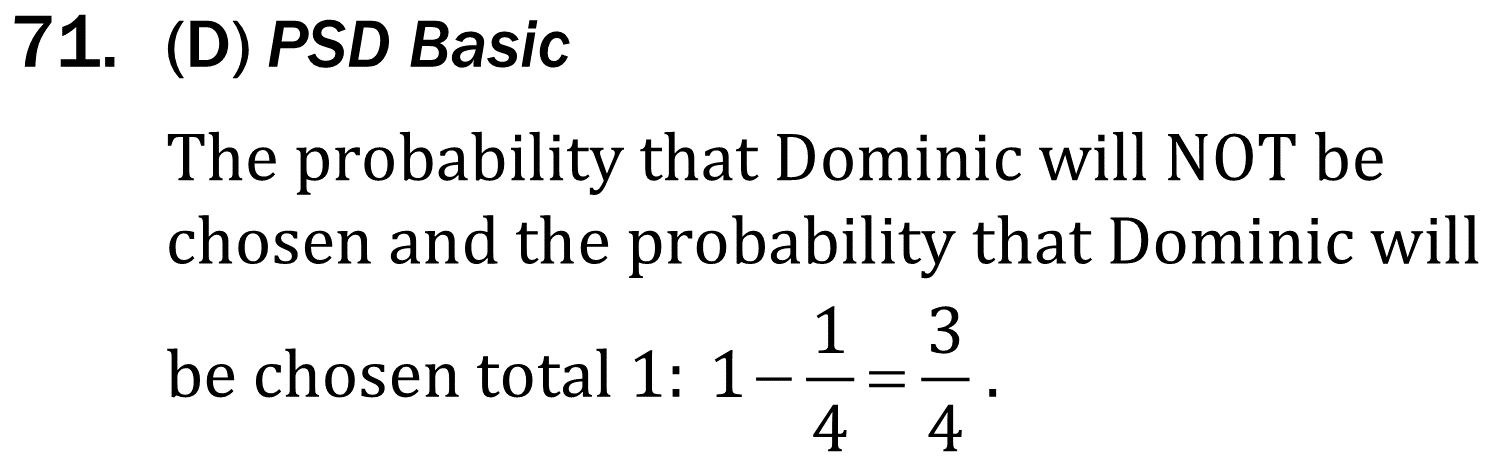 71. (D) PSD Basic
The probability that Dominic will NOT be
chosen and the probability that Dominic will
be chosen total 1: 1 − 1/4 = 3/4 .